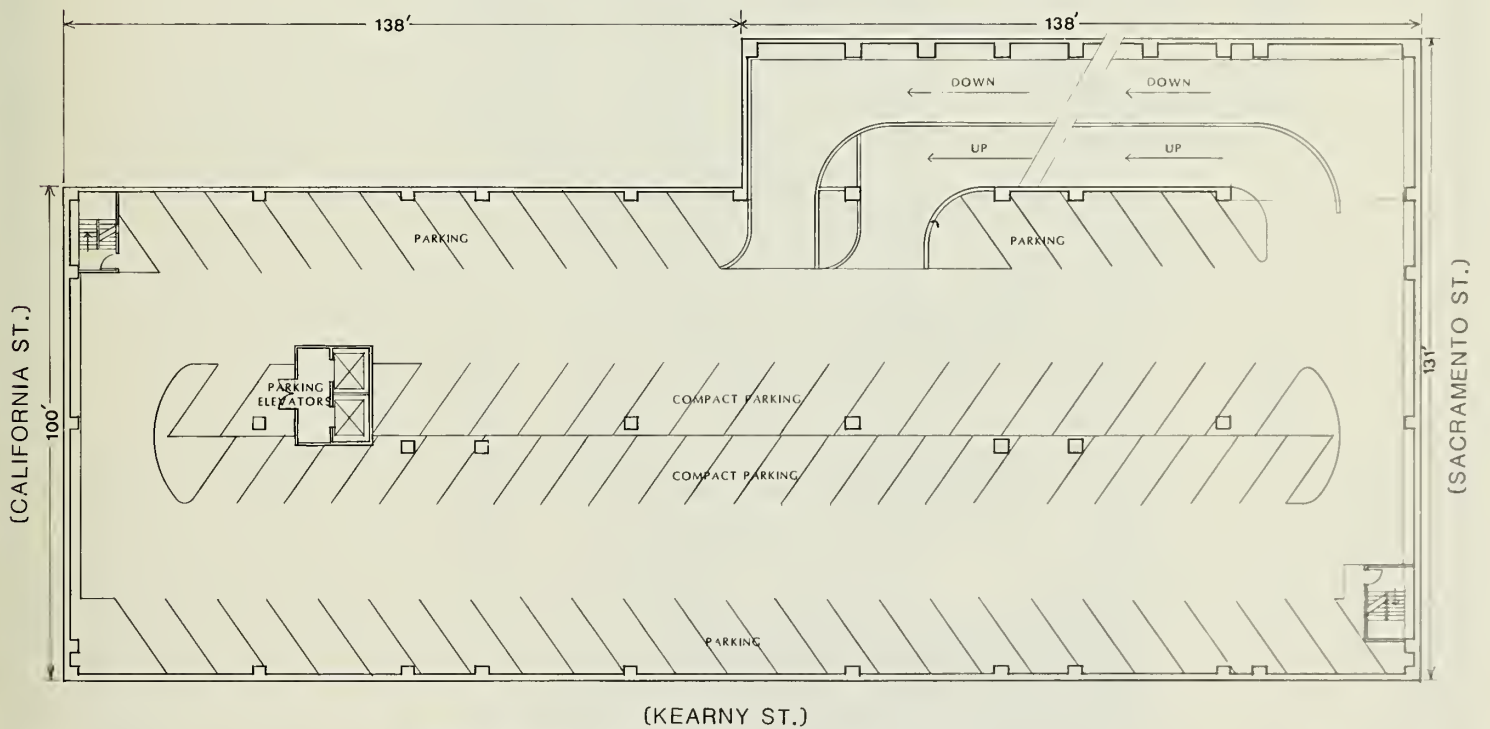 138'
138'
DOWN
DOWN
UP
UP
PARKING
PARKING
(CALIFORNIA ST.)
100'
PARKING
ELEVATORS
COMPACT PARKING
COMPACT PARKING
131'
(SACRAMENTO ST.)
PARKING
(KEARNY ST.)